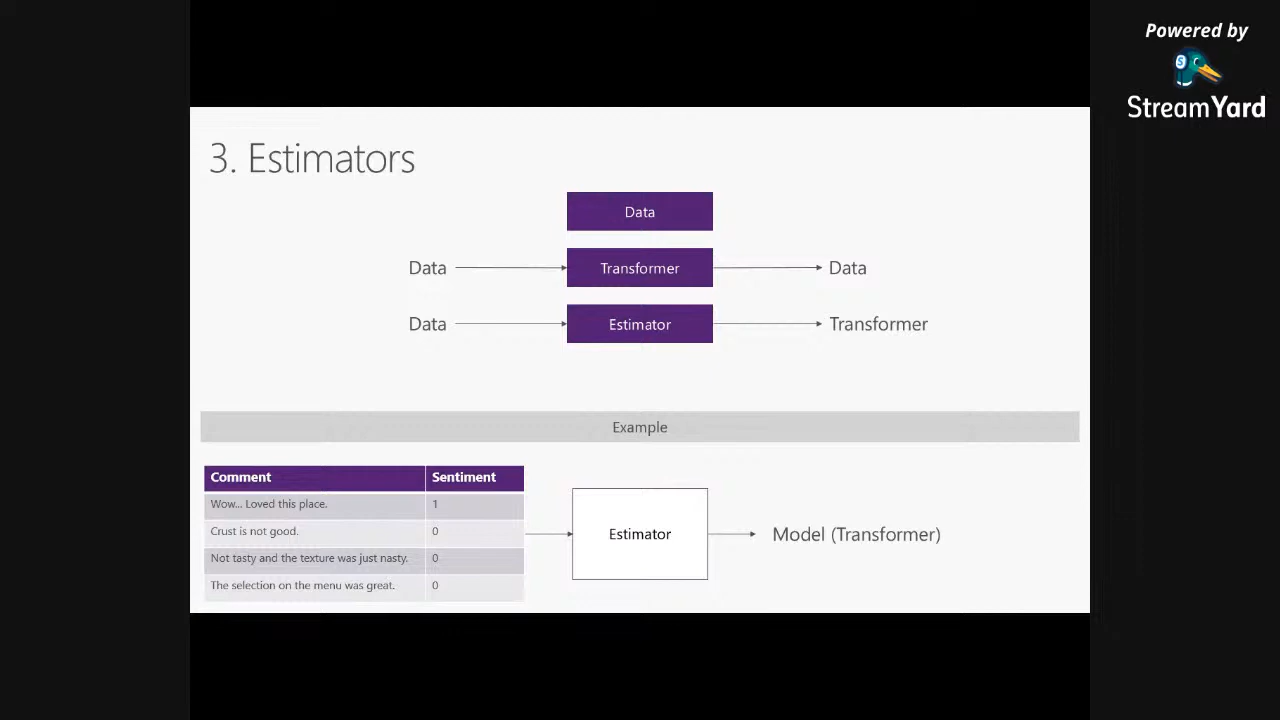 Powered by
StreamYard
3. Estimators
Data
Data Transformer Data
Data Estimator Transformer
Example
Comment Sentiment
Wow... Loved this place. 1
Crust is not good. 0
Not tasty and the texture was just nasty. 0
The selection on the menu was great. 0
Estimator
Model (Transformer)